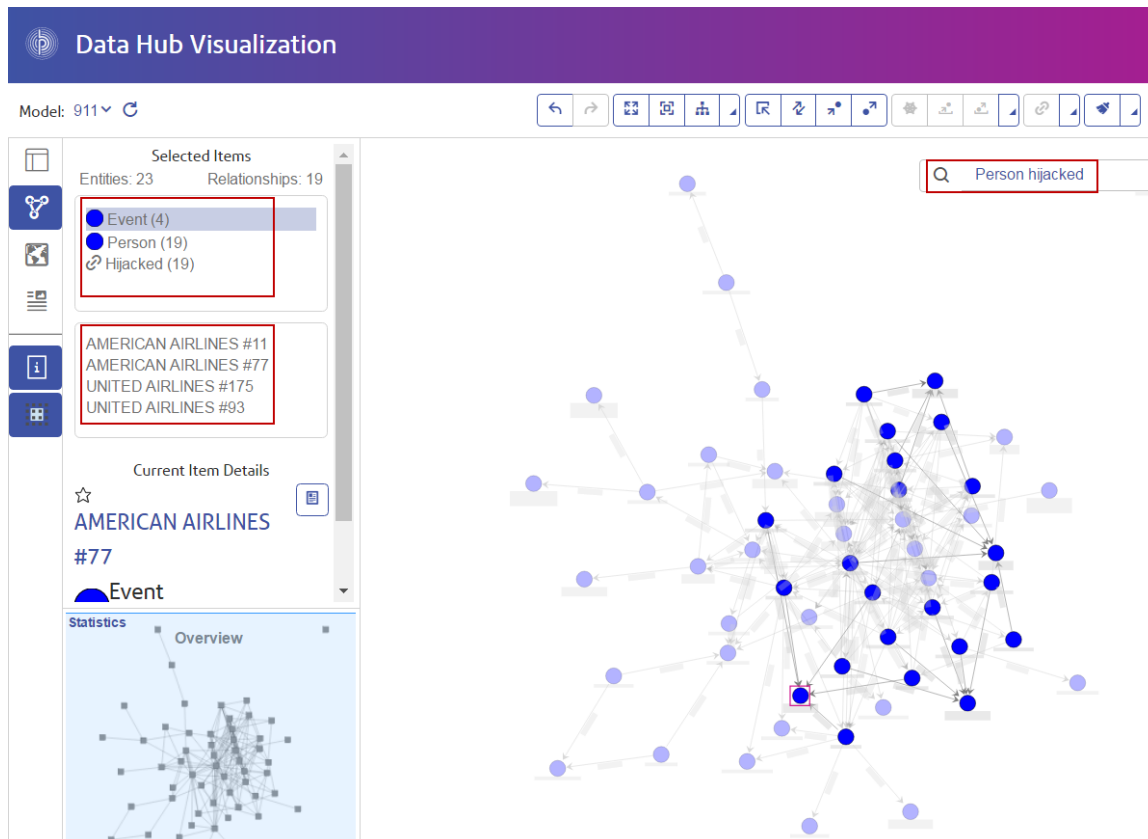 Data Hub Visualization
Model: 911
Selected Items
Entities: 23 Relationships: 19
Event (4)
Person (19)
Hijacked (19)
AMERICAN AIRLINES #11
AMERICAN AIRLINES #77
UNITED AIRLINES #175
UNITED AIRLINES #93
Current Item Details
AMERICAN AIRLINES
#77
Event
Statistics
Overview
Person hijacked